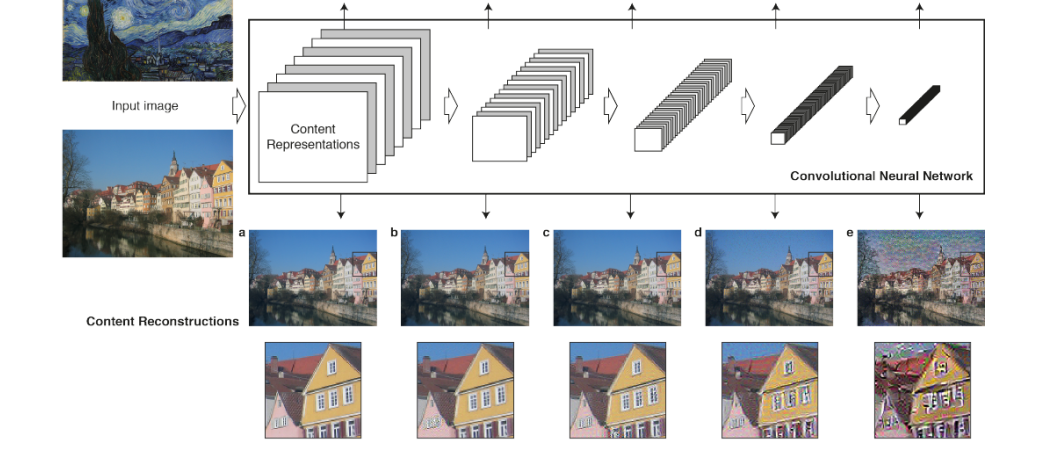 Input image
Content
Representations
Convolutional Neural Network
a
b
c
d
e
Content Reconstructions